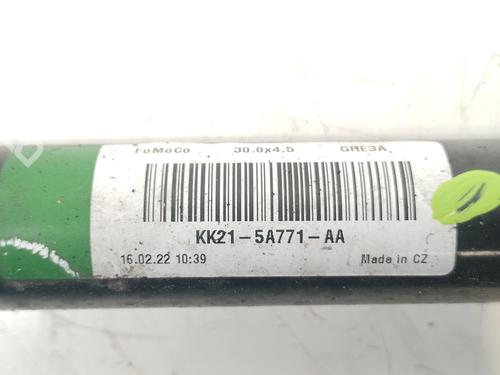 FoMoCo 30.0x4.5 GRE3A
KK21-5A771-AA
16.02.22 10:39 Made in CZ